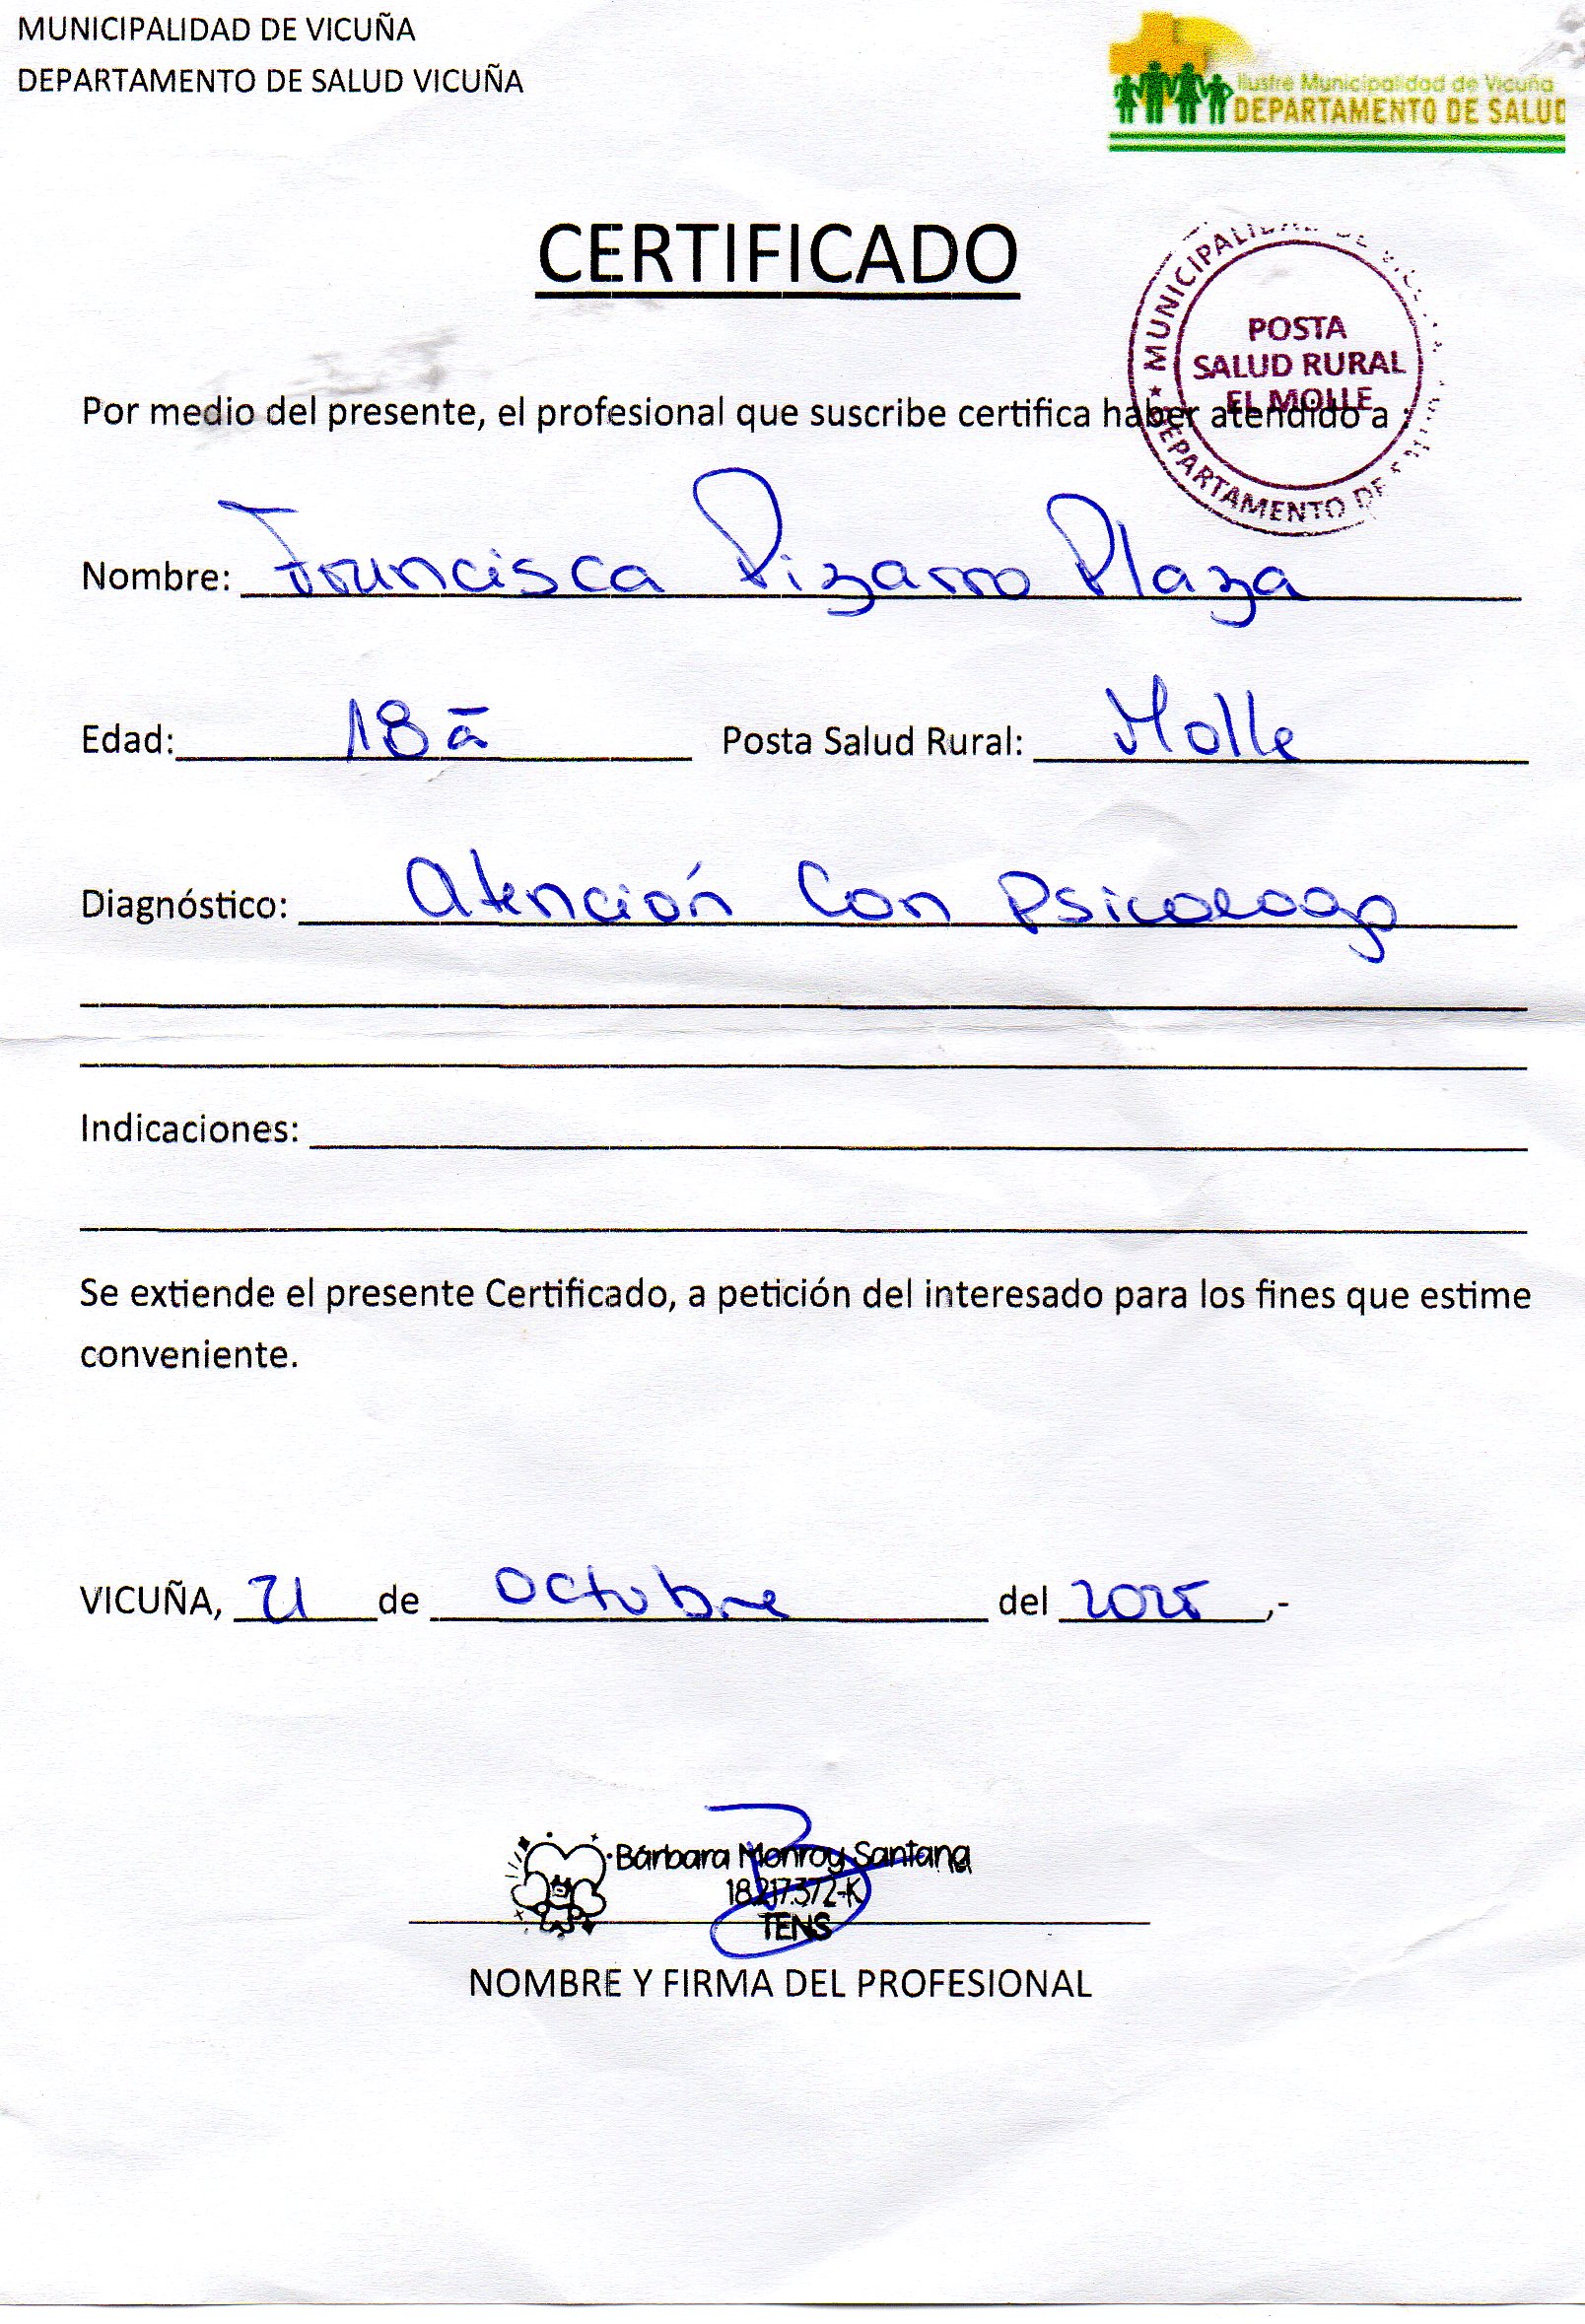 MUNICIPALIDAD DE VICUÑA
DEPARTAMENTO DE SALUD VICUÑA
Ilustre Municipalidad de Vicuña
DEPARTAMENTO DE SALUD
CERTIFICADO
MUNICIPALIDAD DE VICUÑA
POSTA
SALUD RURAL
EL MOLLE
DEPARTAMENTO DE
Por medio del presente, el profesional que suscribe certifica haber atendido a :
Nombre: Francisca Pizarro Plaza
Edad: 18 a Posta Salud Rural: Molle
Diagnóstico: Atención Con Psicologo
Indicaciones:
Se extiende el presente Certificado, a petición del interesado para los fines que estime
conveniente.
VICUÑA, 21 de Octubre del 2025,-
Bárbara Monroy Santana
18.217.372-K
TENS
NOMBRE Y FIRMA DEL PROFESIONAL